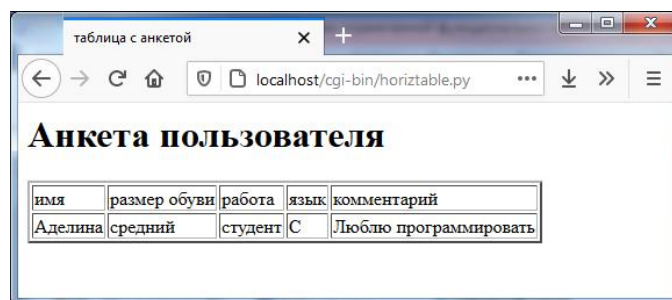 таблица с анкетой
localhost/cgi-bin/horiztable.py
Анкета пользователя
имя размер обуви работа язык комментарий
Аделина средний студент C Люблю программировать